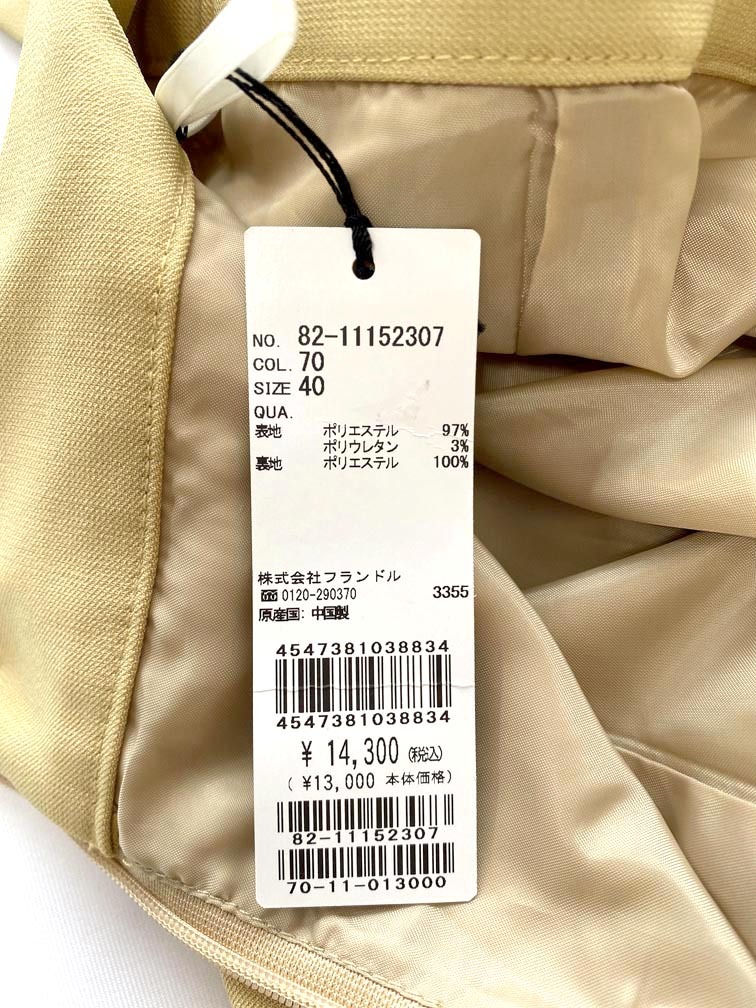 NO. 82-11152307
COL. 70
SIZE 40
QUA.
表地 ポリエステル 97%
ポリウレタン 3%
裏地 ポリエステル 100%
株式会社フランドル
0120-290370 3355
原産国: 中国製
4547381038834
4547381038834
¥ 14,300 (税込)
( ¥13,000 本体価格)
82-11152307
70-11-013000